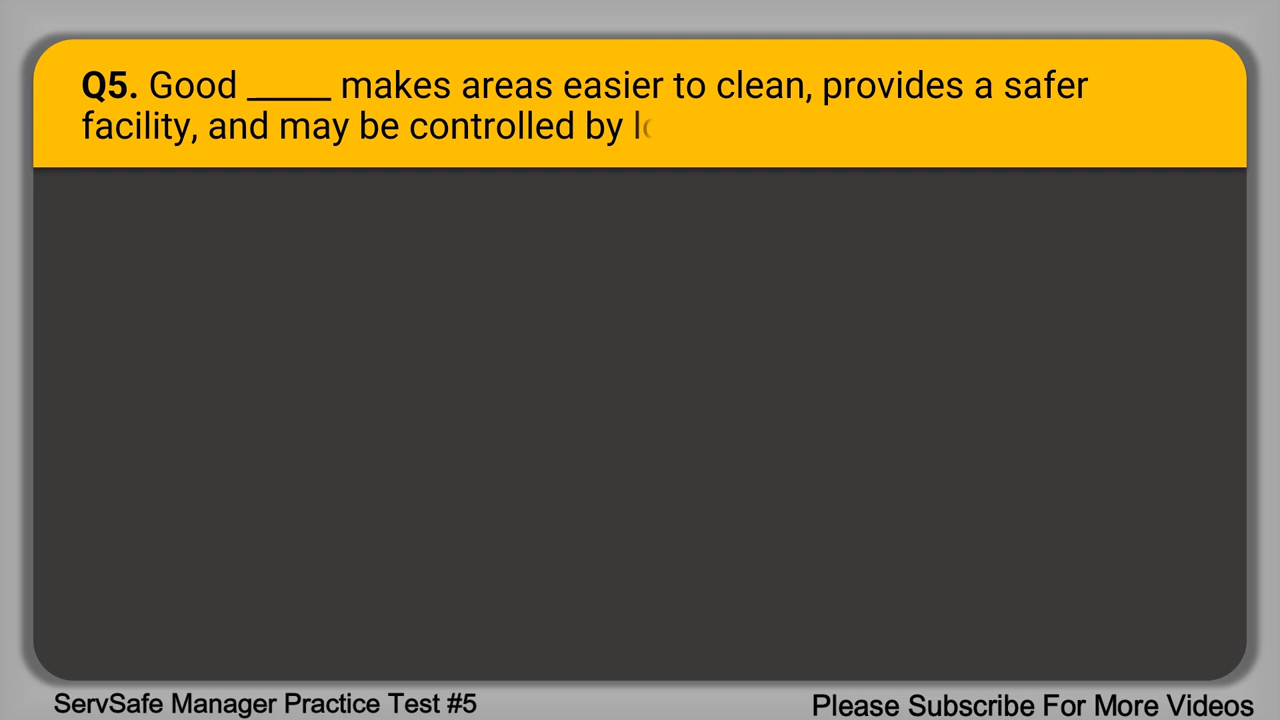 Q5. Good _____ makes areas easier to clean, provides a safer
facility, and may be controlled by
ServSafe Manager Practice Test #5
Please Subscribe For More Videos